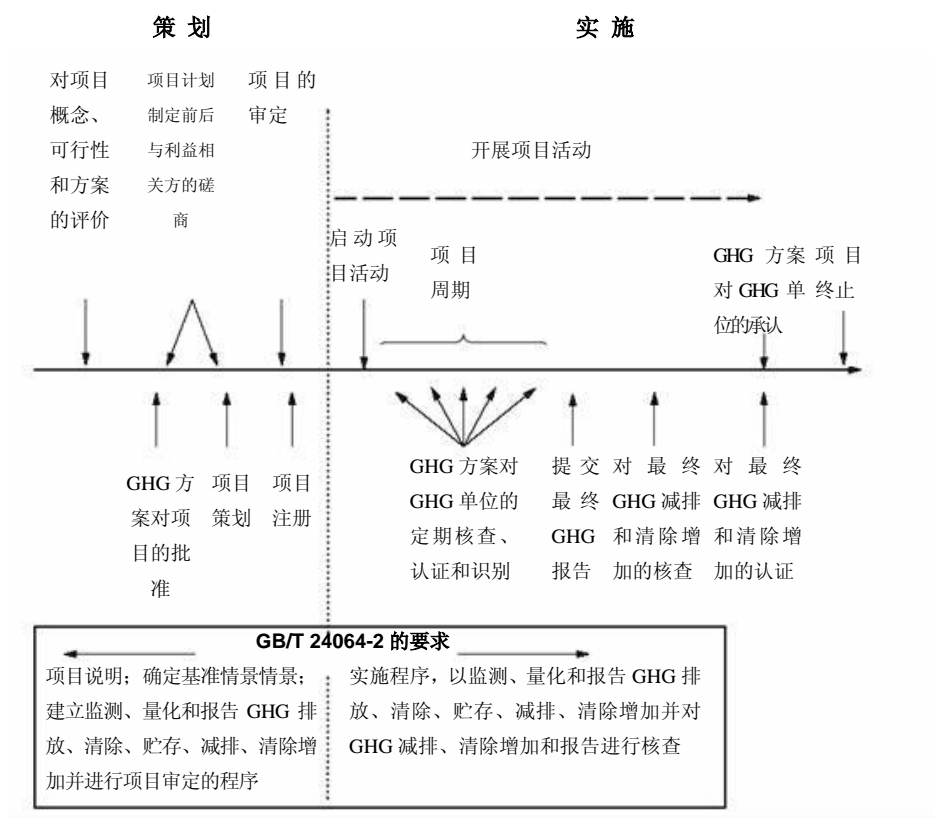 策 划
实 施
对项目
概念、
可行性
和方案
的评价
项目计划
制定前后
与利益相
关方的磋
商
项目的
审定
开展项目活动
启动项
目活动
项 目
周期
GHG 方案
对 GHG 单
位的承认
项 目
终止
GHG 方
案对项
目的批
准
项目
策划
项目
注册
GHG 方案对
GHG 单位的
定期核查、
认证和识别
提 交
最 终
GHG
报告
对 最 终
GHG 减排
和清除增
加的核查
对 最 终
GHG 减排
和清除增
加的认证
GB/T 24064-2 的要求
项目说明；确定基准情景情景；
建立监测、量化和报告 GHG 排
放、清除、贮存、减排、清除增
加并进行项目审定的程序
实施程序，以监测、量化和报告 GHG 排
放、清除、贮存、减排、清除增加并对
GHG 减排、清除增加和报告进行核查